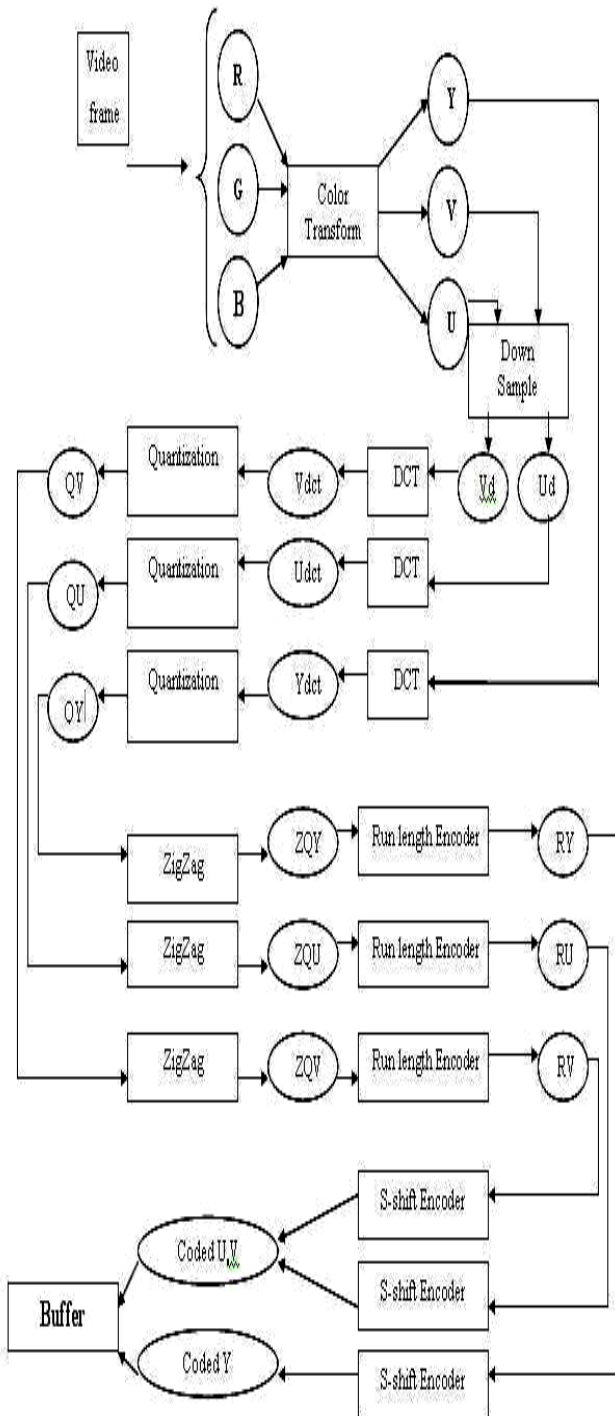 Video
frame
R
G
B
Color
Transform
Y
V
U
Down
Sample
QV
Quantization
Vdct
DCT
Vd
Ud
QU
Quantization
Udct
DCT
QY
Quantization
Ydct
DCT
ZigZag
ZQY
Run length Encoder
RY
ZigZag
ZQU
Run length Encoder
RU
ZigZag
ZQV
Run length Encoder
RV
S-shift Encoder
Coded U,V
S-shift Encoder
Buffer
Coded Y
S-shift Encoder